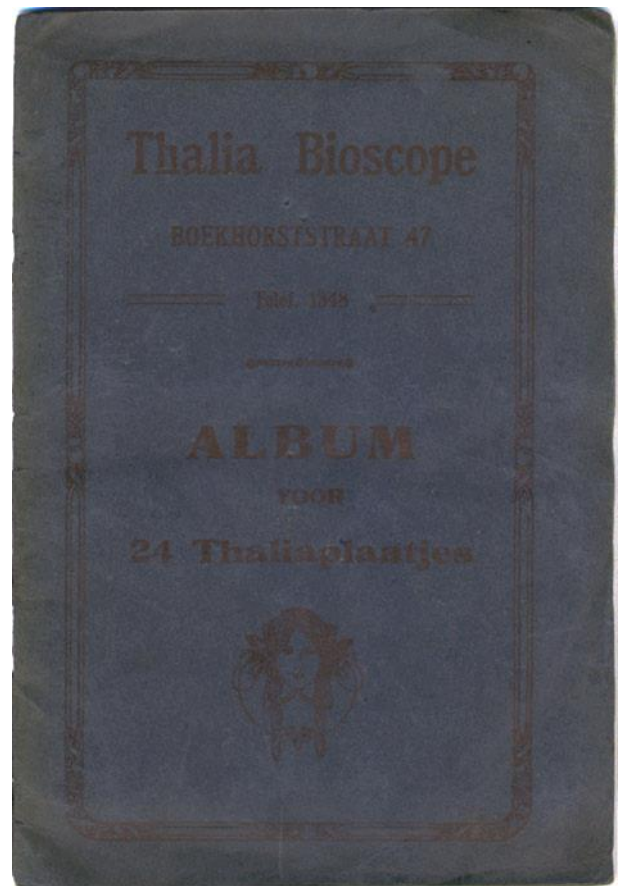 Thalia Bioscope
BOEKHORSTSTRAAT 47
Telef. 1348
ALBUM
VOOR
24 Thaliaplaatjes